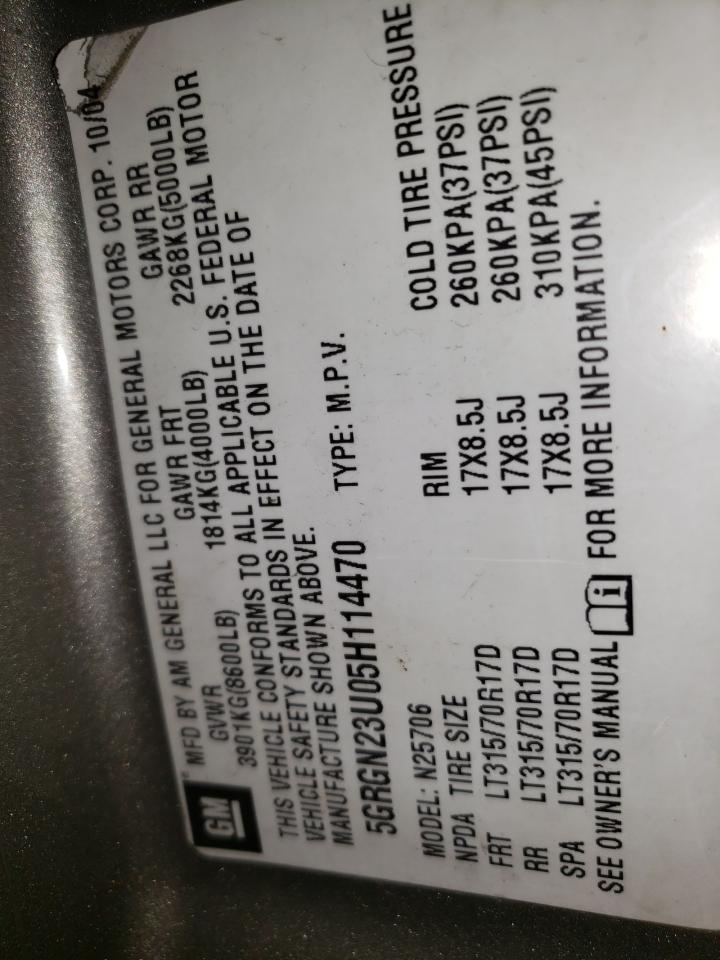 GM
MFD BY AM GENERAL LLC FOR GENERAL MOTORS CORP. 10/04
GVWR GAWR FRT GAWR RR
3901KG(8600LB) 1814KG(4000LB) 2268KG(5000LB)
THIS VEHICLE CONFORMS TO ALL APPLICABLE U.S. FEDERAL MOTOR
VEHICLE SAFETY STANDARDS IN EFFECT ON THE DATE OF
MANUFACTURE SHOWN ABOVE.
5GRGN23U05H114470 TYPE: M.P.V.
MODEL: N25706
NPDA TIRE SIZE RIM COLD TIRE PRESSURE
FRT LT315/70R17D 17X8.5J 260KPA(37PSI)
RR LT315/70R17D 17X8.5J 260KPA(37PSI)
SPA LT315/70R17D 17X8.5J 310KPA(45PSI)
SEE OWNER'S MANUAL i FOR MORE INFORMATION.